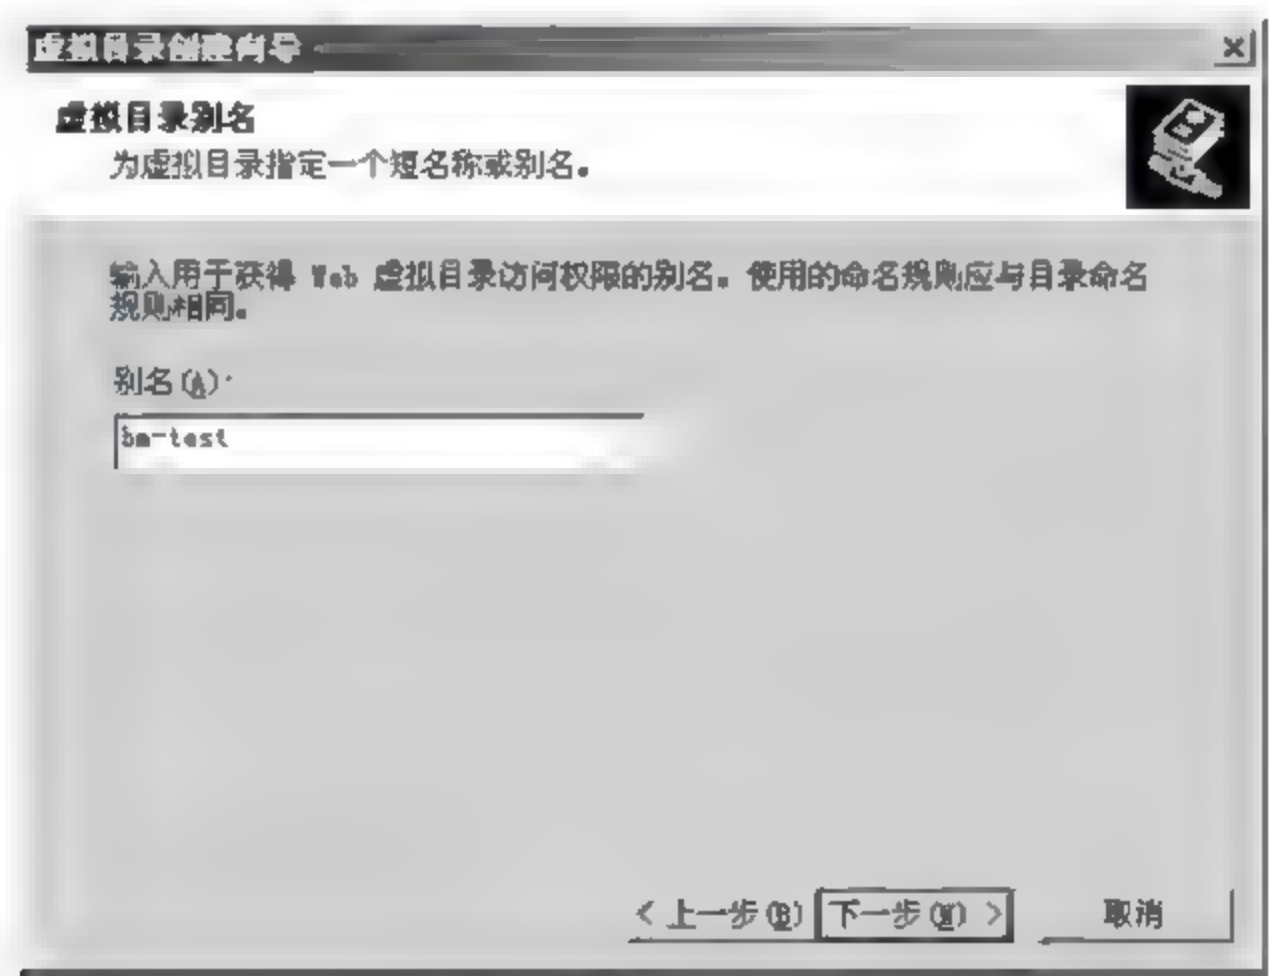 虚拟目录创建向导
虚拟目录别名
为虚拟目录指定一个短名称或别名。
输入用于获得 Web 虚拟目录访问权限的别名。使用的命名规则应与目录命名
规则相同。
别名(A):
bm-test
< 上一步(B) 下一步(N) > 取消